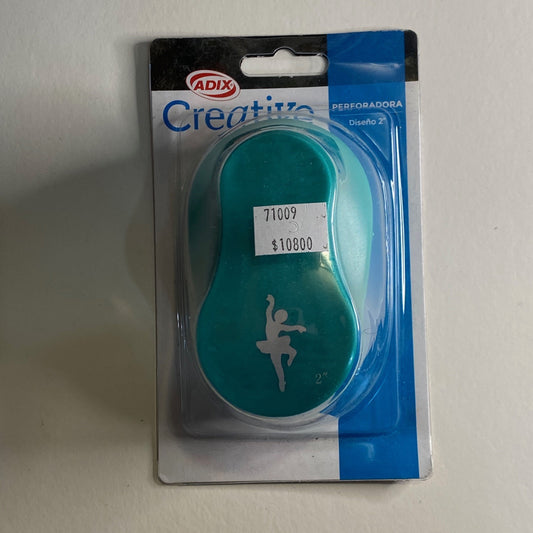 ADIX
Creative
PERFORADORA
Diseño 2"
71009
$10800
2"